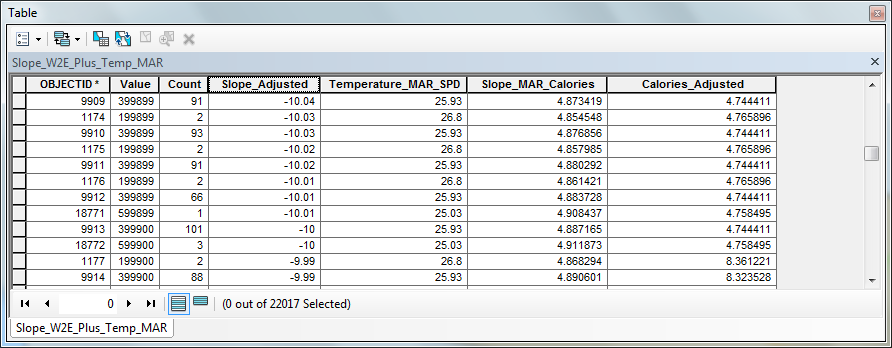 Table
Slope_W2E_Plus_Temp_MAR
OBJECTID * Value Count Slope_Adjusted Temperature_MAR_SPD Slope_MAR_Calories Calories_Adjusted
9909 399899 91 -10.04 25.93 4.873419 4.744411
1174 199899 2 -10.03 26.8 4.854548 4.765896
9910 399899 93 -10.03 25.93 4.876856 4.744411
1175 199899 2 -10.02 26.8 4.857985 4.765896
9911 399899 91 -10.02 25.93 4.880292 4.744411
1176 199899 2 -10.01 26.8 4.861421 4.765896
9912 399899 66 -10.01 25.93 4.883728 4.744411
18771 599899 1 -10.01 25.03 4.908437 4.758495
9913 399900 101 -10 25.93 4.887165 4.744411
18772 599900 3 -10 25.03 4.911873 4.758495
1177 199900 2 -9.99 26.8 4.868294 8.361221
9914 399900 88 -9.99 25.93 4.890601 8.323528
0 (0 out of 22017 Selected)
Slope_W2E_Plus_Temp_MAR